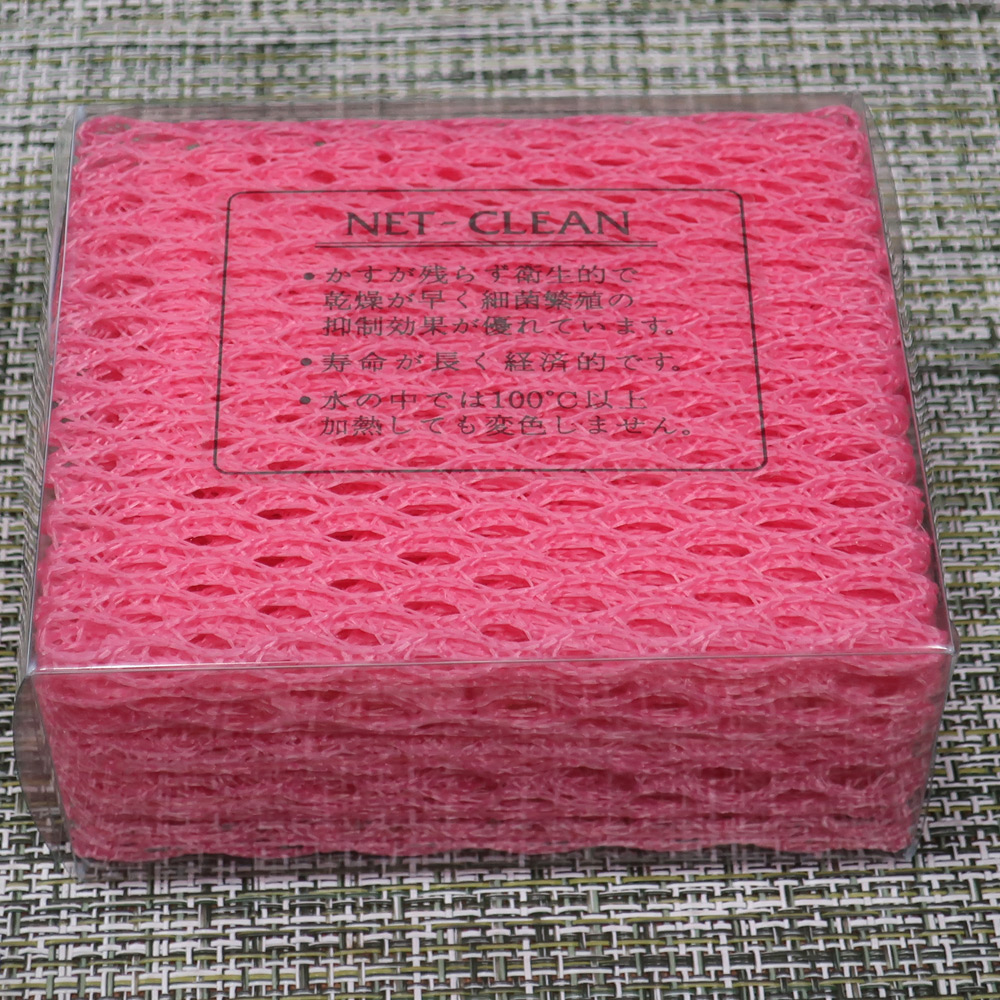 NET-CLEAN
●かすが残らず衛生的で
乾燥が早く細菌繁殖の
抑制効果が優れています。
●寿命が長く経済的です。
●水の中では100℃以上
加熱しても変色しません。